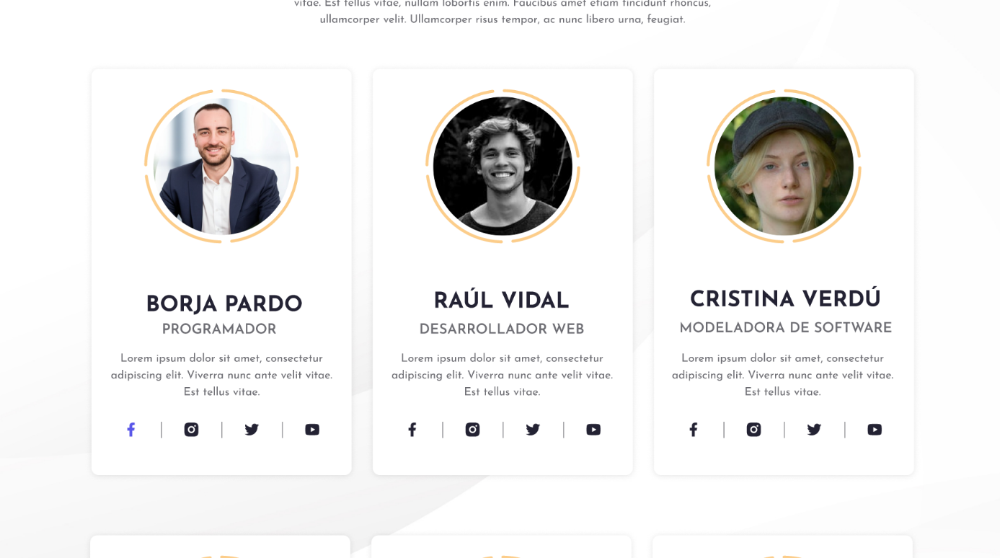 vitae. Est tellus vitae, nullam lobortis enim. Faucibus amet etiam tincidunt rhoncus,
ullamcorper velit. Ullamcorper risus tempor, ac nunc libero urna, feugiat.
BORJA PARDO
PROGRAMADOR
Lorem ipsum dolor sit amet, consectetur
adipiscing elit. Viverra nunc ante velit vitae.
Est tellus vitae.
RAÚL VIDAL
DESARROLLADOR WEB
Lorem ipsum dolor sit amet, consectetur
adipiscing elit. Viverra nunc ante velit vitae.
Est tellus vitae.
CRISTINA VERDÚ
MODELADORA DE SOFTWARE
Lorem ipsum dolor sit amet, consectetur
adipiscing elit. Viverra nunc ante velit vitae.
Est tellus vitae.